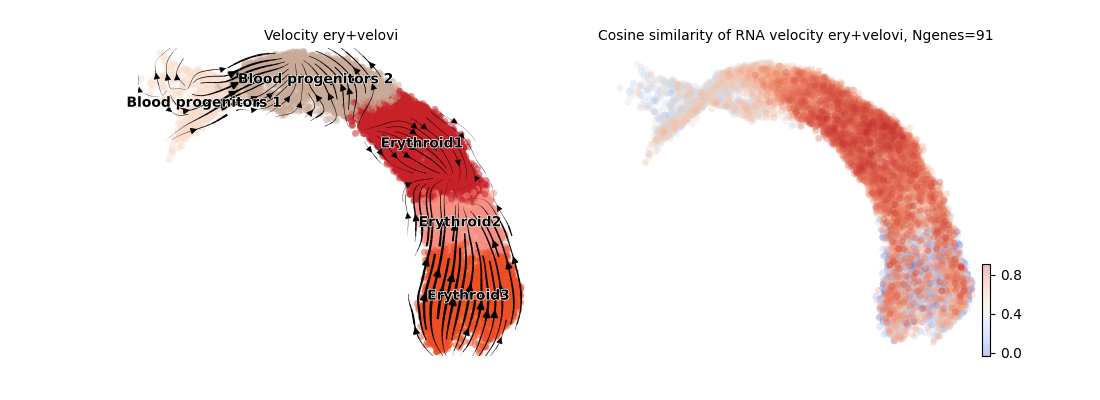 Velocity ery+velovi
Blood progenitors 2
Blood progenitors 1
Erythroid1
Erythroid2
Erythroid3
Cosine similarity of RNA velocity ery+velovi, Ngenes=91
0.8
0.4
0.0